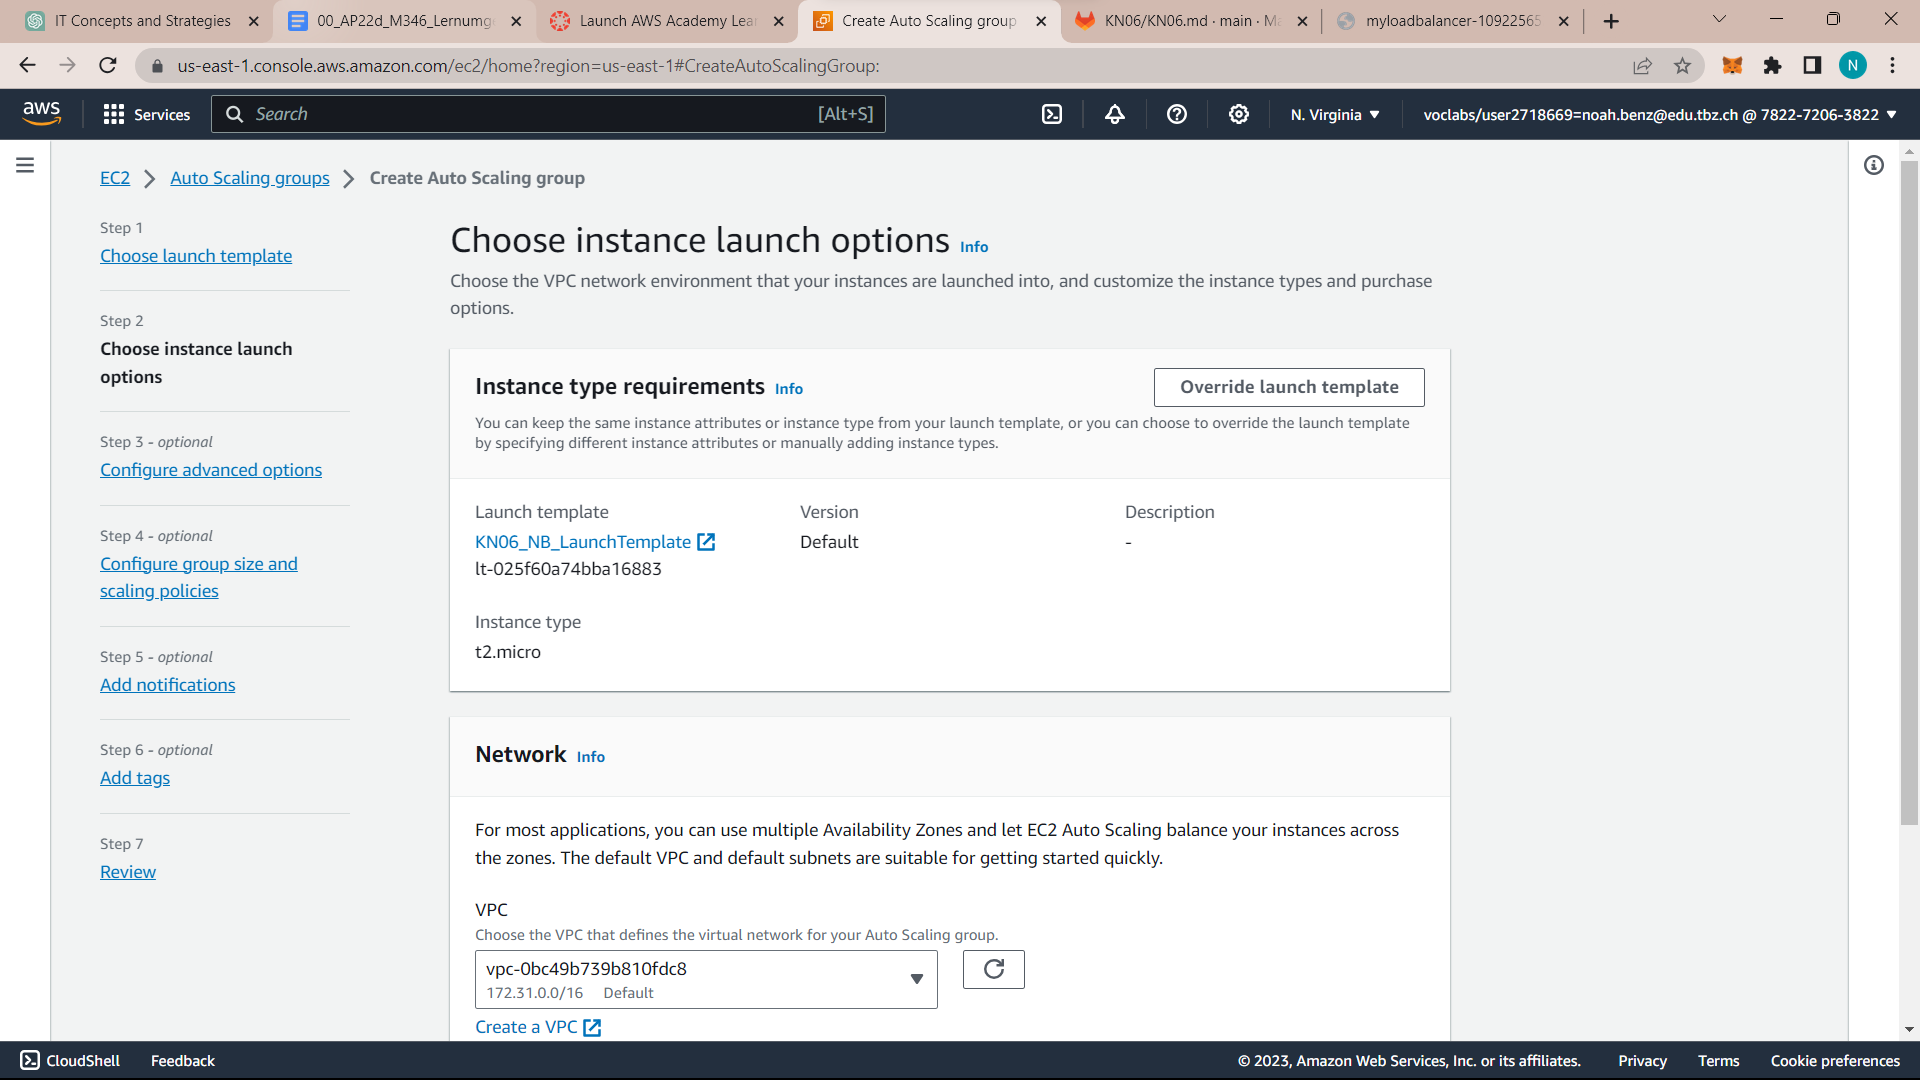 IT Concepts and Strategies
00_AP22d_M346_Lernumge
Launch AWS Academy Lear
Create Auto Scaling group
KN06/KN06.md · main · Ma
myloadbalancer-10922565
us-east-1.console.aws.amazon.com/ec2/home?region=us-east-1#CreateAutoScalingGroup:
N
aws
Services
Search
[Alt+S]
N. Virginia
voclabs/user2718669=noah.benz@edu.tbz.ch @ 7822-7206-3822
EC2
Auto Scaling groups
Create Auto Scaling group
Step 1
Choose launch template
Step 2
Choose instance launch
options
Step 3 - optional
Configure advanced options
Step 4 - optional
Configure group size and
scaling policies
Step 5 - optional
Add notifications
Step 6 - optional
Add tags
Step 7
Review
Choose instance launch options Info
Choose the VPC network environment that your instances are launched into, and customize the instance types and purchase
options.
Instance type requirements Info
Override launch template
You can keep the same instance attributes or instance type from your launch template, or you can choose to override the launch template
by specifying different instance attributes or manually adding instance types.
Launch template
KN06_NB_LaunchTemplate
lt-025f60a74bba16883
Version
Default
Description
-
Instance type
t2.micro
Network Info
For most applications, you can use multiple Availability Zones and let EC2 Auto Scaling balance your instances across
the zones. The default VPC and default subnets are suitable for getting started quickly.
VPC
Choose the VPC that defines the virtual network for your Auto Scaling group.
vpc-0bc49b739b810fdc8
172.31.0.0/16 Default
Create a VPC
CloudShell
Feedback
© 2023, Amazon Web Services, Inc. or its affiliates.
Privacy
Terms
Cookie preferences